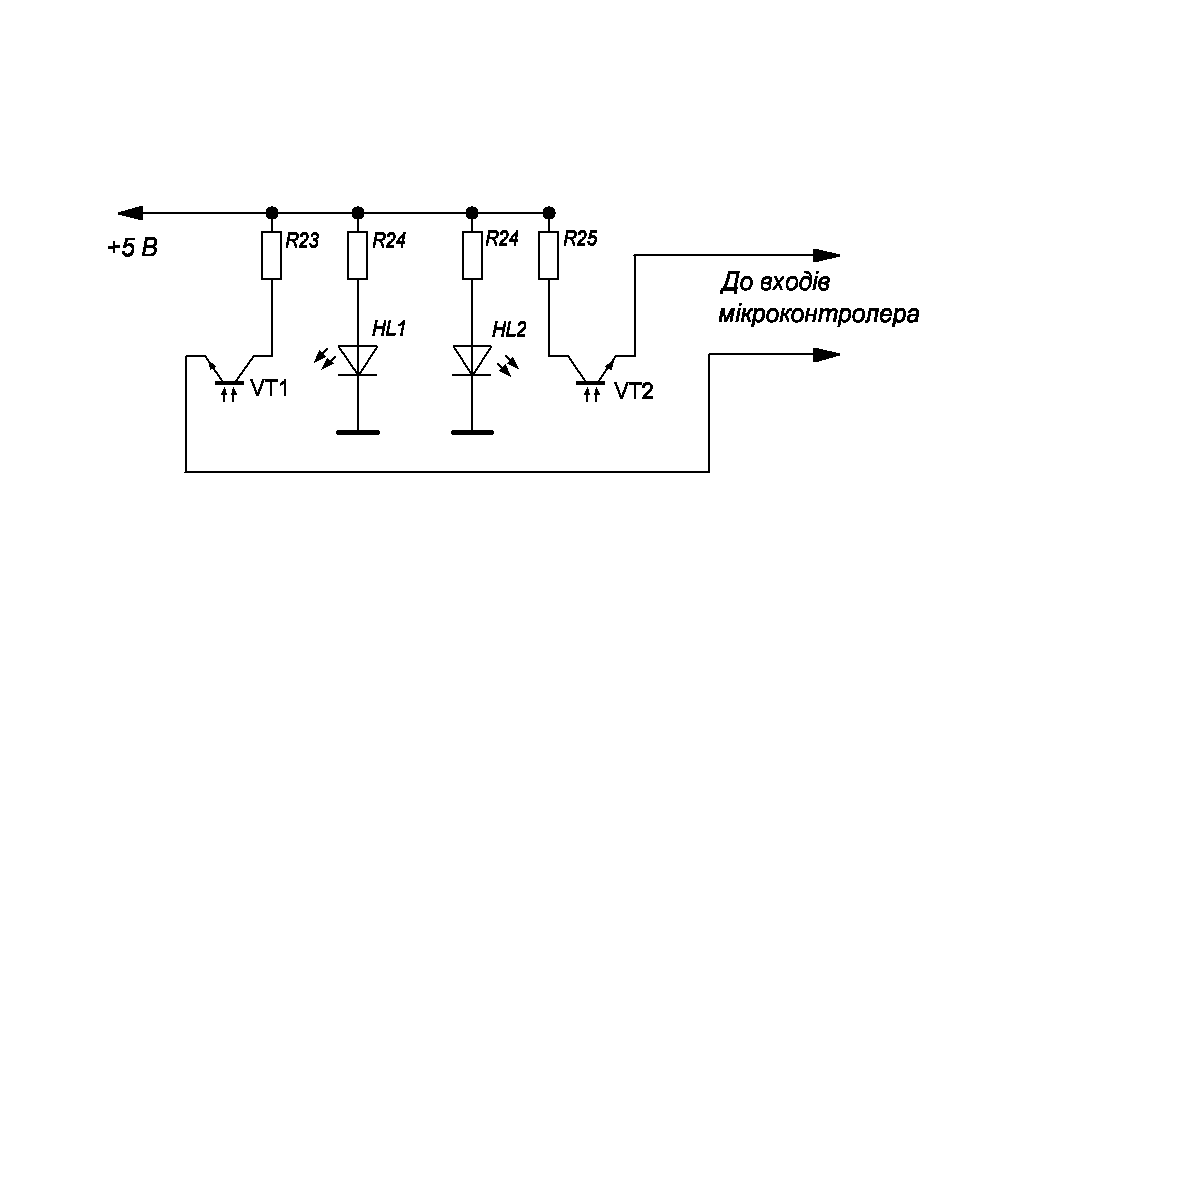 +5 В
R23
R24
R24
R25
До входів
мікроконтролера
HL1
HL2
VT1
VT2